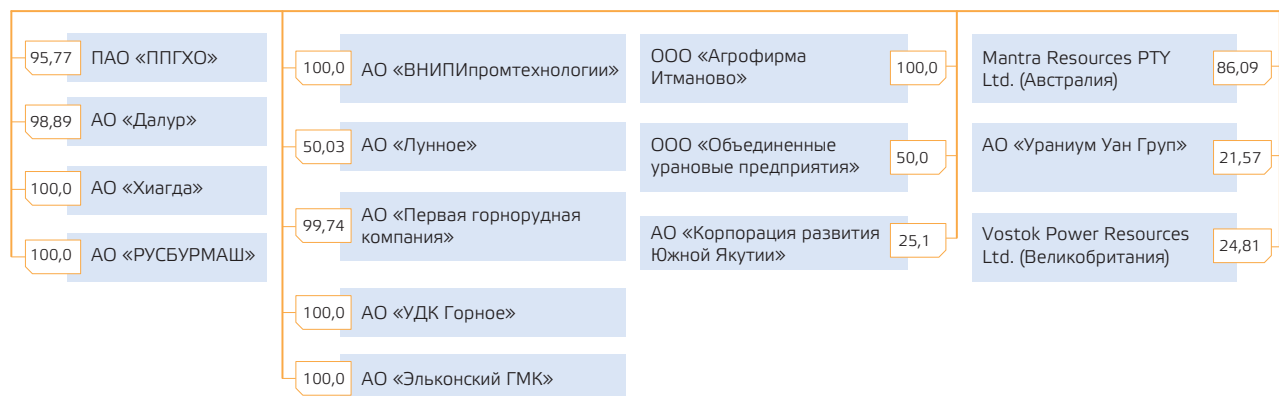 95,77
ПАО «ППГХО»
98,89
АО «Далур»
100,0
АО «Хиагда»
100,0
АО «РУСБУРМАШ»
100,0
АО «ВНИПИпромтехнологии»
50,03
АО «Лунное»
99,74
АО «Первая горнорудная
компания»
100,0
АО «УДК Горное»
100,0
АО «Эльконский ГМК»
ООО «Агрофирма
Итманово»
100,0
ООО «Объединенные
урановые предприятия»
50,0
АО «Корпорация развития
Южной Якутии»
25,1
Mantra Resources PTY
Ltd. (Австралия)
86,09
АО «Ураниум Уан Груп»
21,57
Vostok Power Resources
Ltd. (Великобритания)
24,81